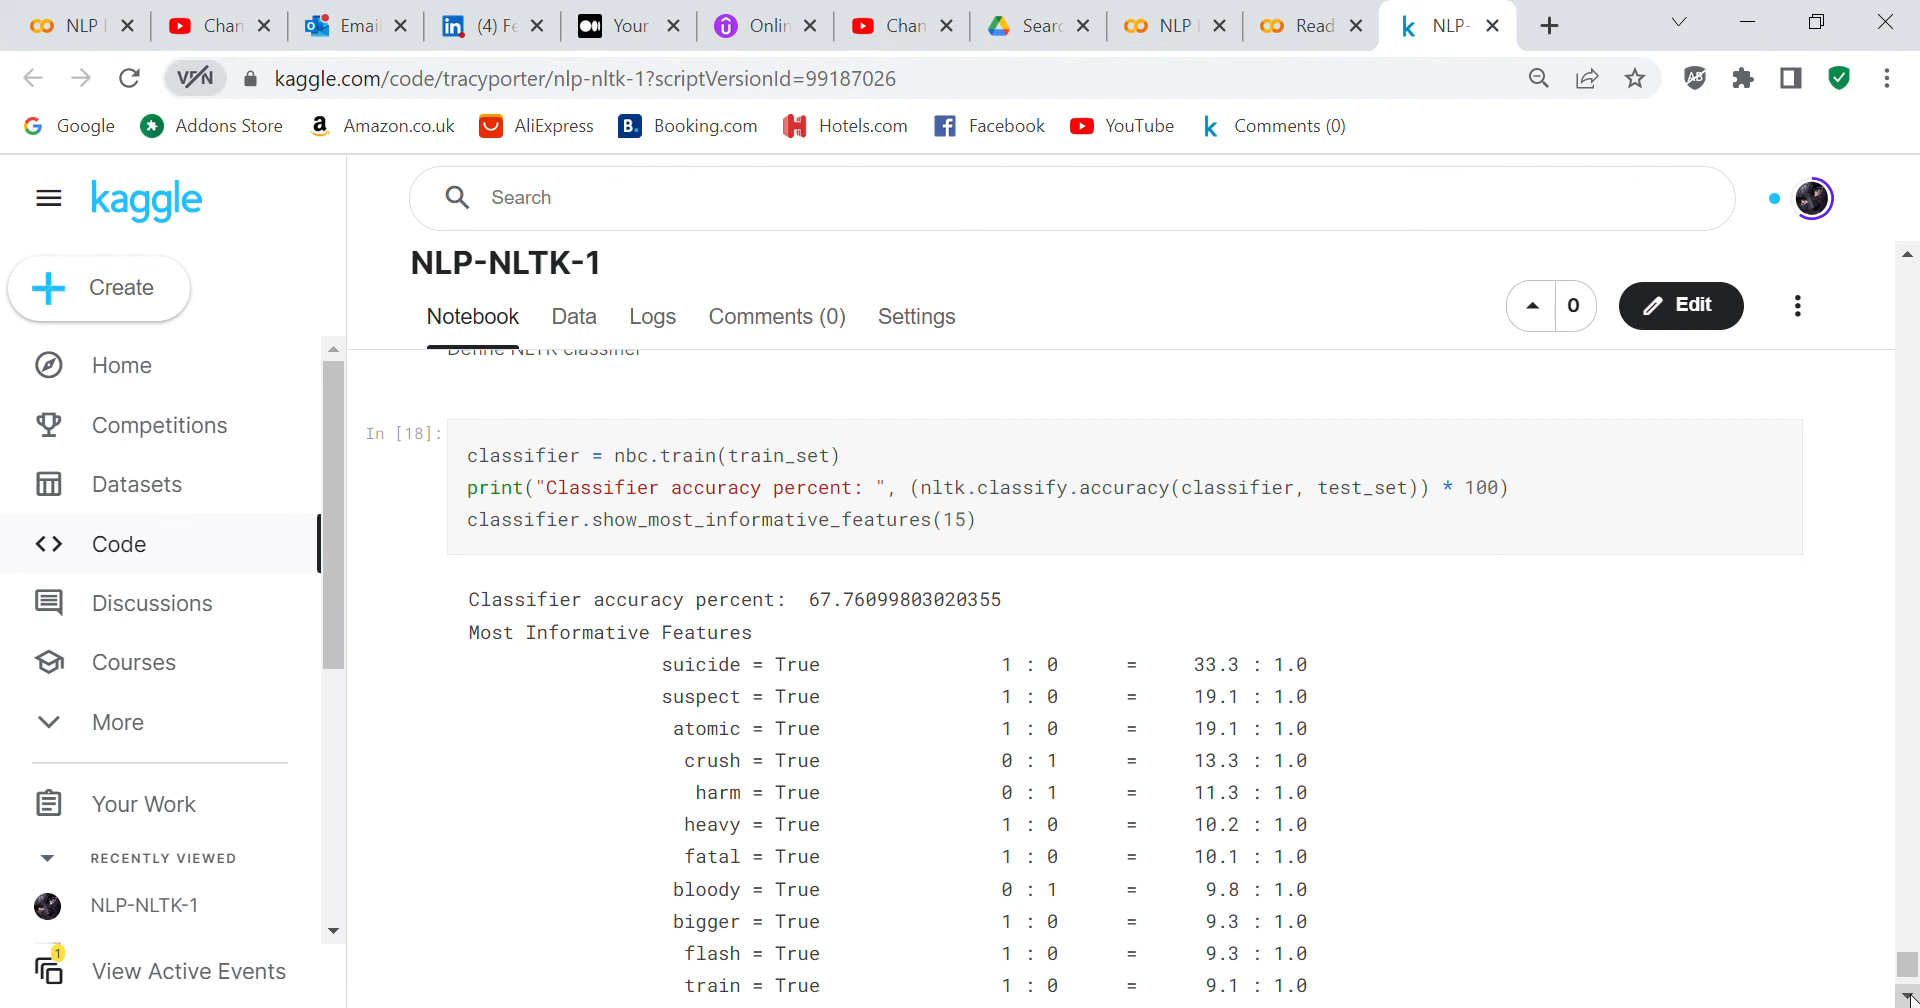 NLP
Chan
Email
(4) Fe
Your
Onlin
Chan
Searc
NLP
Read
NLP-
VPN
kaggle.com/code/tracyporter/nlp-nltk-1?scriptVersionId=99187026
Google
Addons Store
Amazon.co.uk
AliExpress
B. Booking.com
Hotels.com
Facebook
YouTube
k Comments (0)
kaggle
Search
Create
Home
Competitions
Datasets
Code
Discussions
Courses
More
Your Work
RECENTLY VIEWED
NLP-NLTK-1
1
View Active Events
NLP-NLTK-1
Notebook Data Logs Comments (0) Settings
0
Edit
Define NLTK classifier
In [18]:
classifier = nbc.train(train_set)
print("Classifier accuracy percent: ", (nltk.classify.accuracy(classifier, test_set)) * 100)
classifier.show_most_informative_features(15)
Classifier accuracy percent:  67.76099803020355
Most Informative Features
suicide = True 1 : 0 = 33.3 : 1.0
suspect = True 1 : 0 = 19.1 : 1.0
atomic = True 1 : 0 = 19.1 : 1.0
crush = True 0 : 1 = 13.3 : 1.0
harm = True 0 : 1 = 11.3 : 1.0
heavy = True 1 : 0 = 10.2 : 1.0
fatal = True 1 : 0 = 10.1 : 1.0
bloody = True 0 : 1 = 9.8 : 1.0
bigger = True 1 : 0 = 9.3 : 1.0
flash = True 1 : 0 = 9.3 : 1.0
train = True 1 : 0 = 9.1 : 1.0